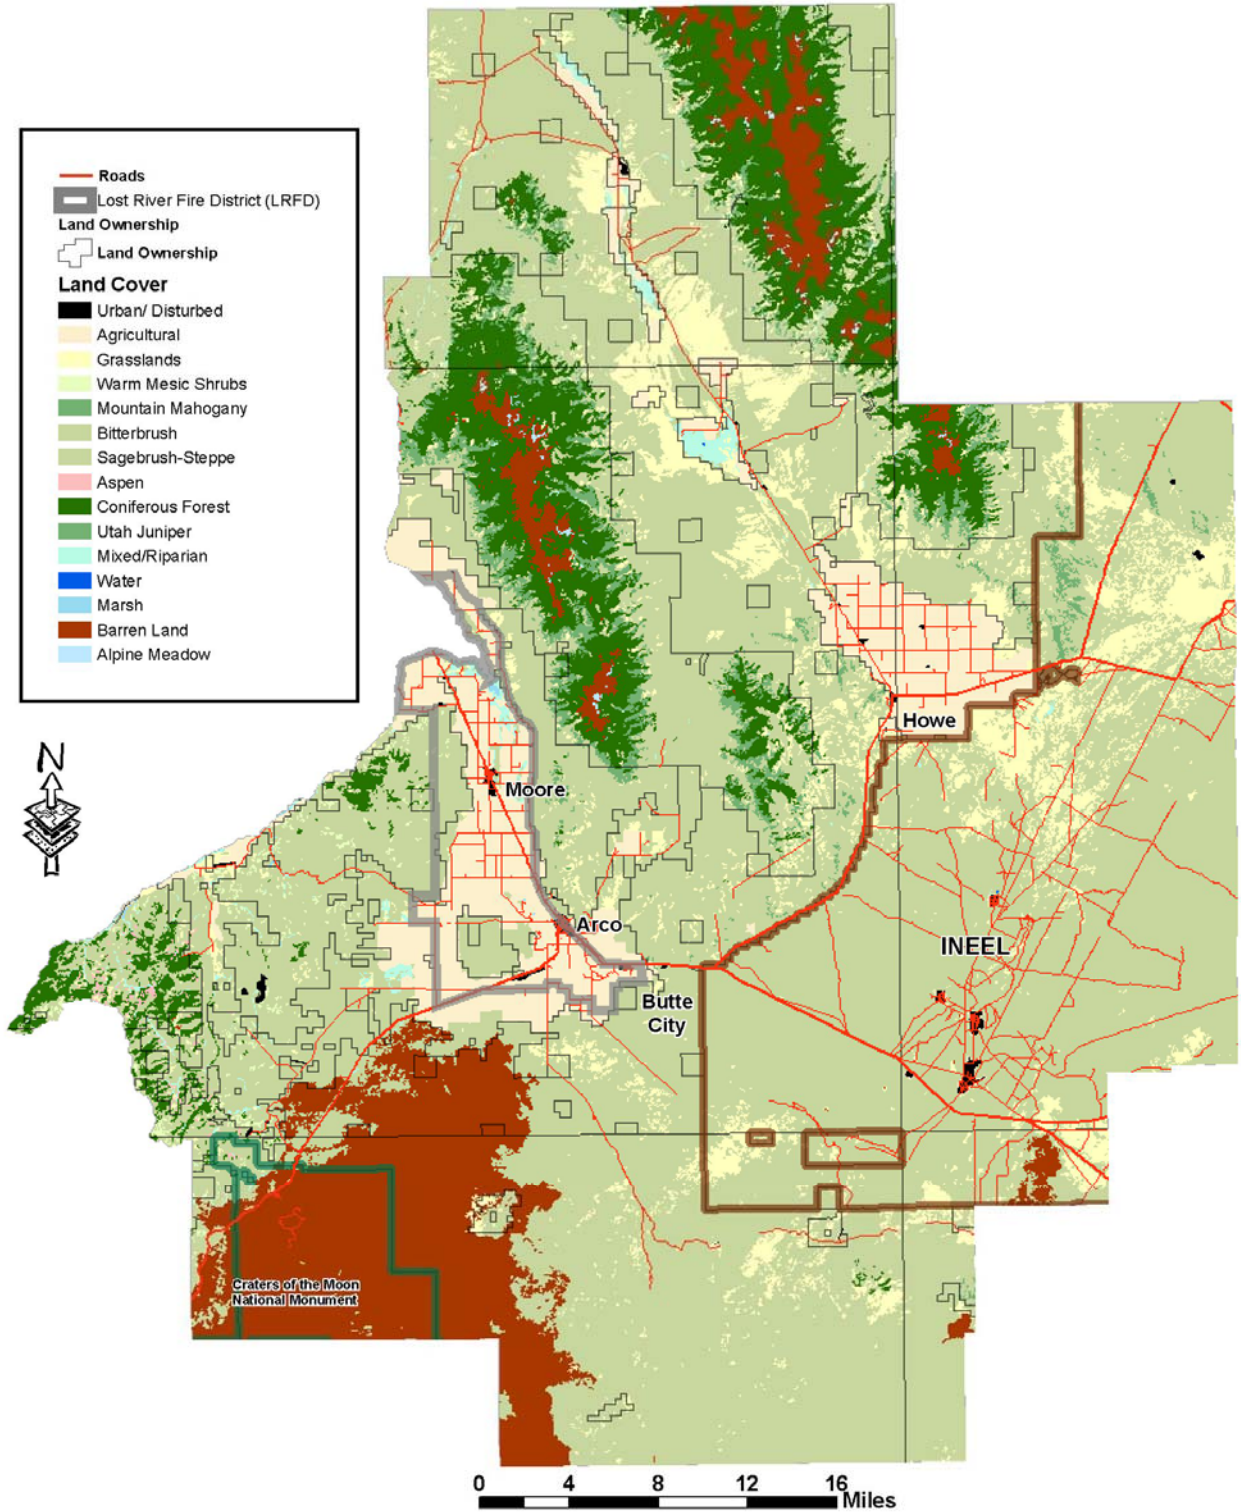 Roads
Lost River Fire District (LRFD)
Land Ownership
Land Ownership
Land Cover
Urban/ Disturbed
Agricultural
Grasslands
Warm Mesic Shrubs
Mountain Mahogany
Bitterbrush
Sagebrush-Steppe
Aspen
Coniferous Forest
Utah Juniper
Mixed/Riparian
Water
Marsh
Barren Land
Alpine Meadow
N
Howe
Moore
Arco
INEEL
Butte
City
Craters of the Moon
National Monument
0 4 8 12 16
Miles